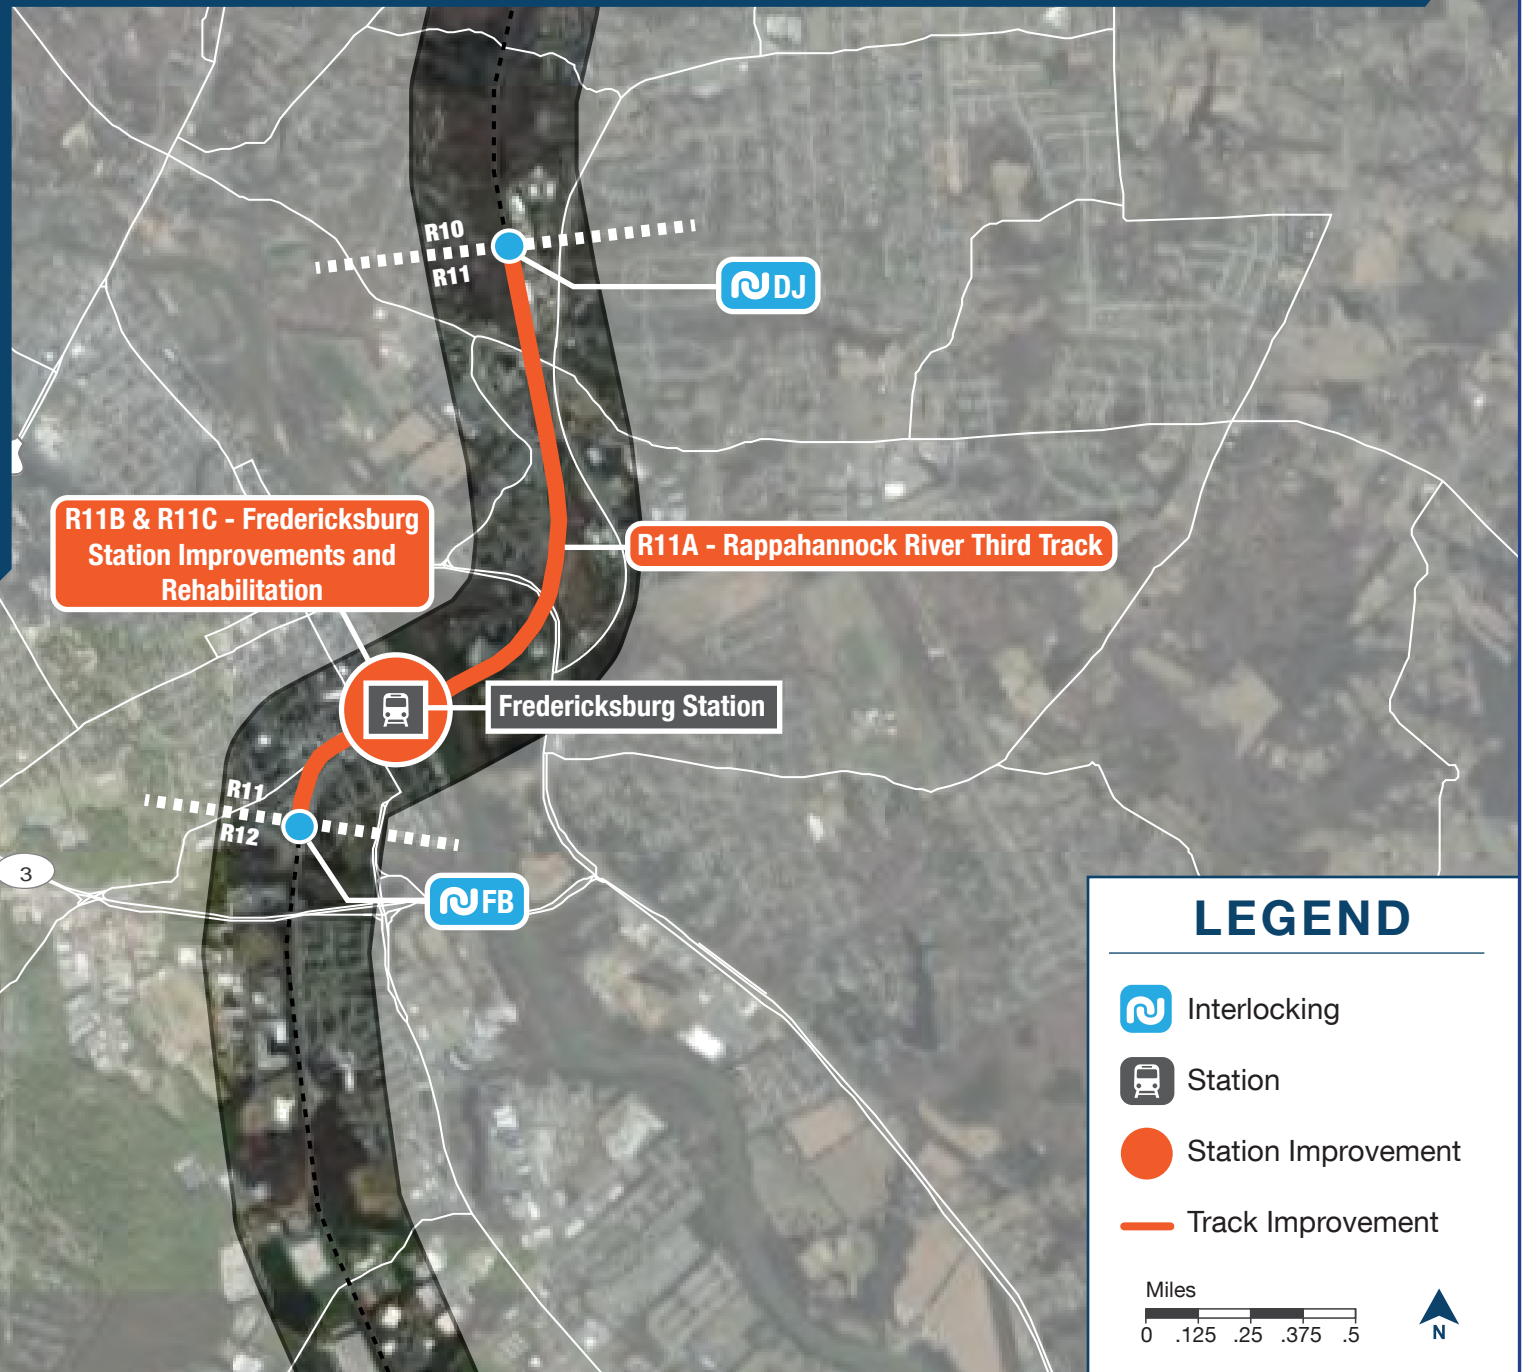 R10
R11
DJ
R11B & R11C - Fredericksburg
Station Improvements and
Rehabilitation
R11A - Rappahannock River Third Track
Fredericksburg Station
R11
R12
3
FB
LEGEND
Interlocking
Station
Station Improvement
Track Improvement
Miles
0 .125 .25 .375 .5
N